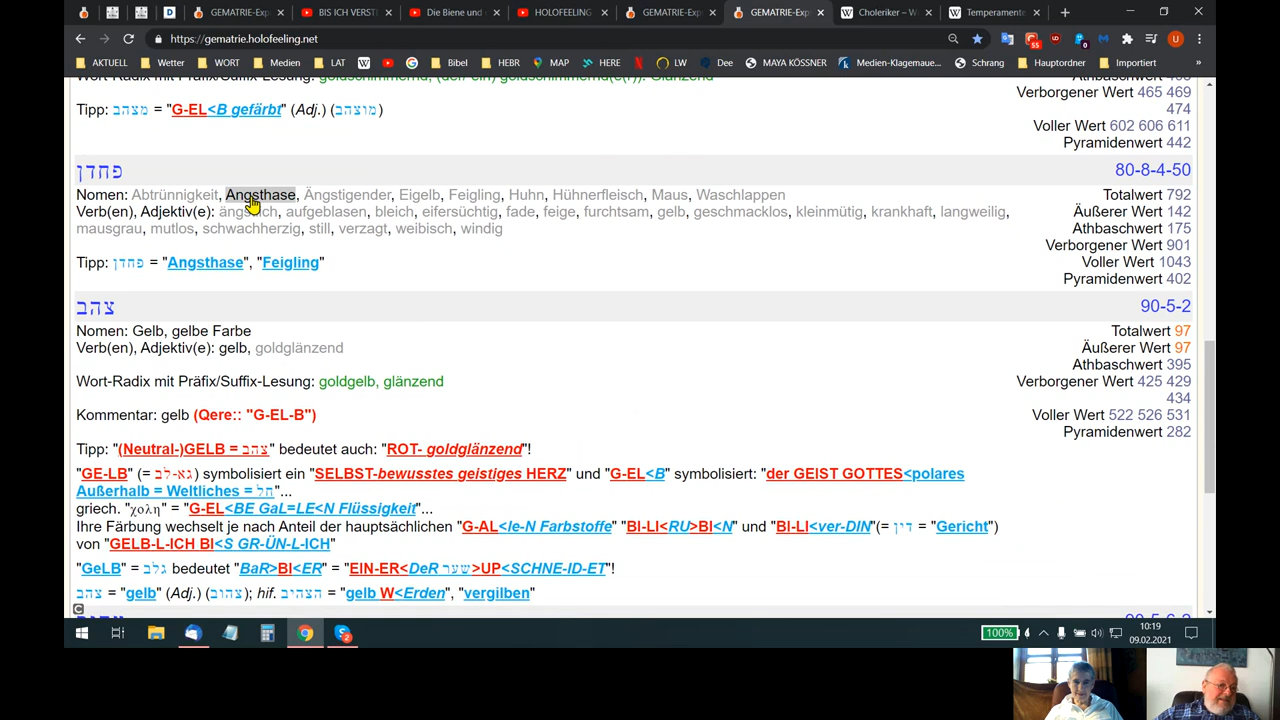 GEMATRIE-Exp
BIS ICH VERST
Die Biene und
HOLOFEELING
GEMATRIE-Exp
GEMATRIE-Exp
Choleriker – W
Temperamente
https://gematrie.holofeeling.net
AKTUELL Wetter WORT Medien LAT Bibel HEBR MAP HERE LW Dee MAYA KÖSSNER Medien-Klagemaue... Schrang Hauptordner Importiert
Verborgener Wert 465 469
474
Tipp: מצהב = "G-EL<B gefärbt" (Adj.) (מוצהב)
Voller Wert 602 606 611
Pyramidenwert 442
פחדן 80-8-4-50
Nomen: Abtrünnigkeit, Angsthase, Ängstigender, Eigelb, Feigling, Huhn, Hühnerfleisch, Maus, Waschlappen
Totalwert 792
Verb(en), Adjektiv(e): ängstlich, aufgeblasen, bleich, eifersüchtig, fade, feige, furchtsam, gelb, geschmacklos, kleinmütig, krankhaft, langweilig,
Äußerer Wert 142
mausgrau, mutlos, schwachherzig, still, verzagt, weibisch, windig
Athbaschwert 175
Verborgener Wert 901
Tipp: פחדן = "Angsthase", "Feigling"
Voller Wert 1043
Pyramidenwert 402
צהב 90-5-2
Nomen: Gelb, gelbe Farbe
Totalwert 97
Verb(en), Adjektiv(e): gelb, goldglänzend
Äußerer Wert 97
Athbaschwert 395
Wort-Radix mit Präfix/Suffix-Lesung: goldgelb, glänzend
Verborgener Wert 425 429
434
Kommentar: gelb (Qere:: "G-EL-B")
Voller Wert 522 526 531
Pyramidenwert 282
Tipp: "(Neutral-)GELB = צהב" bedeutet auch: "ROT- goldglänzend"!
"GE-LB" (= גא-לב) symbolisiert ein "SELBST-bewusstes geistiges HERZ" und "G-EL<B" symbolisiert: "der GEIST GOTTES<polares
Außerhalb = Weltliches = חל"...
griech. "χολη" = "G-EL<BE GaL=LE<N Flüssigkeit"...
Ihre Färbung wechselt je nach Anteil der hauptsächlichen "G-AL<le-N Farbstoffe" "BI-LI<RU>BI<N" und "BI-LI<ver-DIN"(= דין = "Gericht")
von "GELB-L-ICH BI<S GR-ÜN-L-ICH"
"GeLB" = גלב bedeutet "BaR>BI<ER" = "EIN-ER<DeR שער>UP<SCHNE-ID-ET"!
צהב = "gelb" (Adj.) (צהוב); hif. הצהיב = "gelb W<Erden", "vergilben"
100%
10:19
09.02.2021